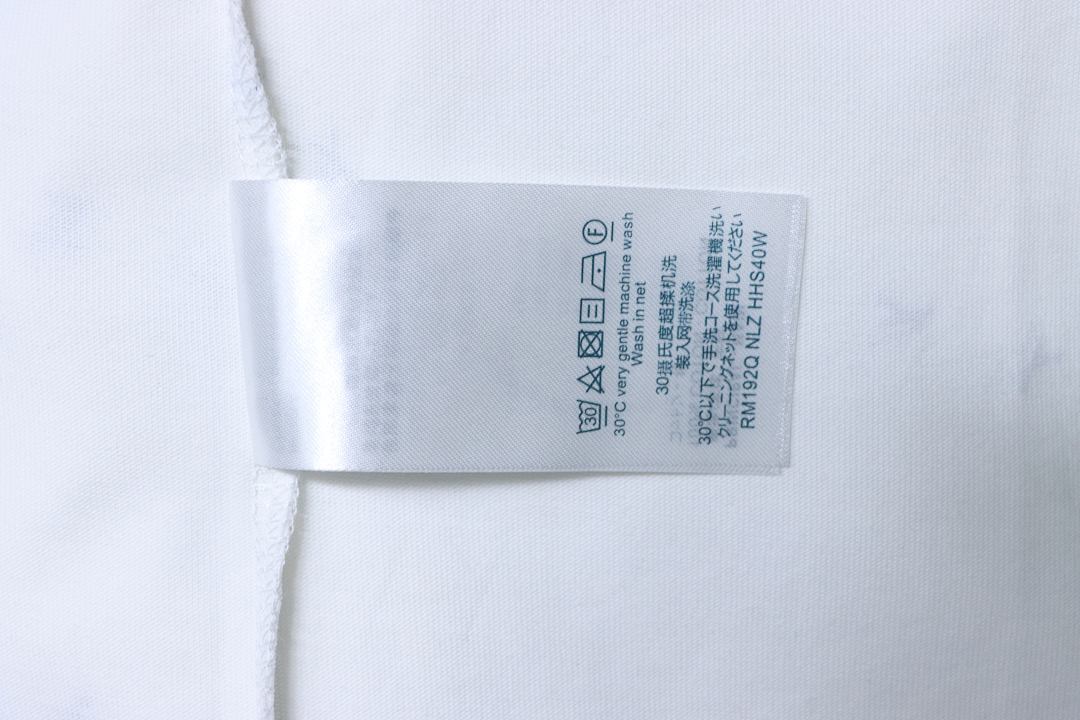 30
F
30°C very gentle machine wash
Wash in net
30摄氏度超揉机洗
装入网带洗涤
30℃以下で手洗コース洗濯機洗い
クリーニングネットを使用してください
RM192Q NLZ HHS40W